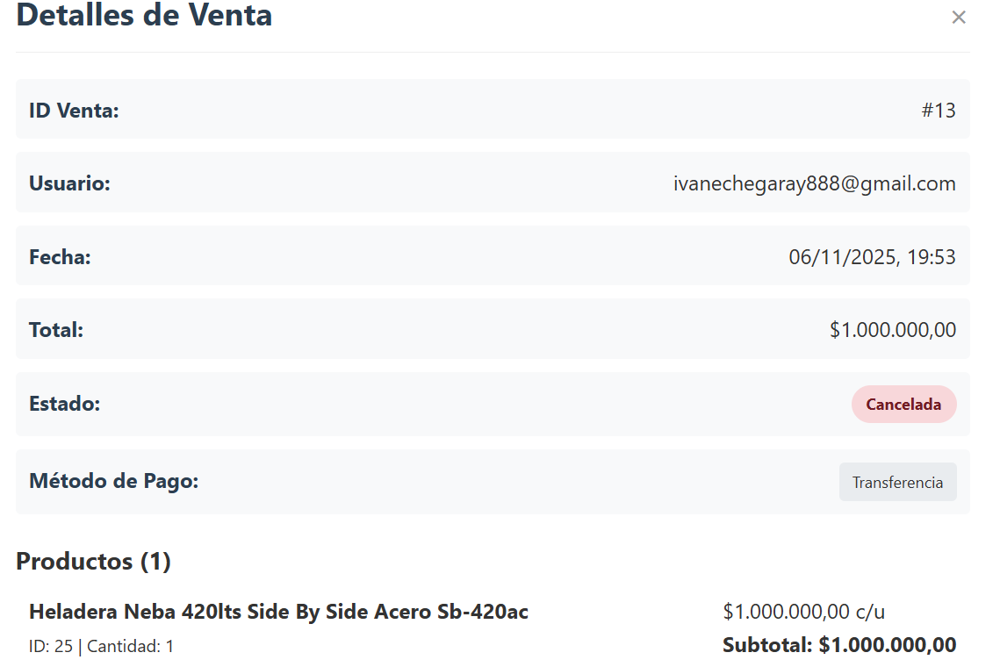 Detalles de Venta
×
ID Venta: #13
Usuario: ivanechegaray888@gmail.com
Fecha: 06/11/2025, 19:53
Total: $1.000.000,00
Estado: Cancelada
Método de Pago: Transferencia
Productos (1)
Heladera Neba 420lts Side By Side Acero Sb-420ac $1.000.000,00 c/u
ID: 25 | Cantidad: 1 Subtotal: $1.000.000,00